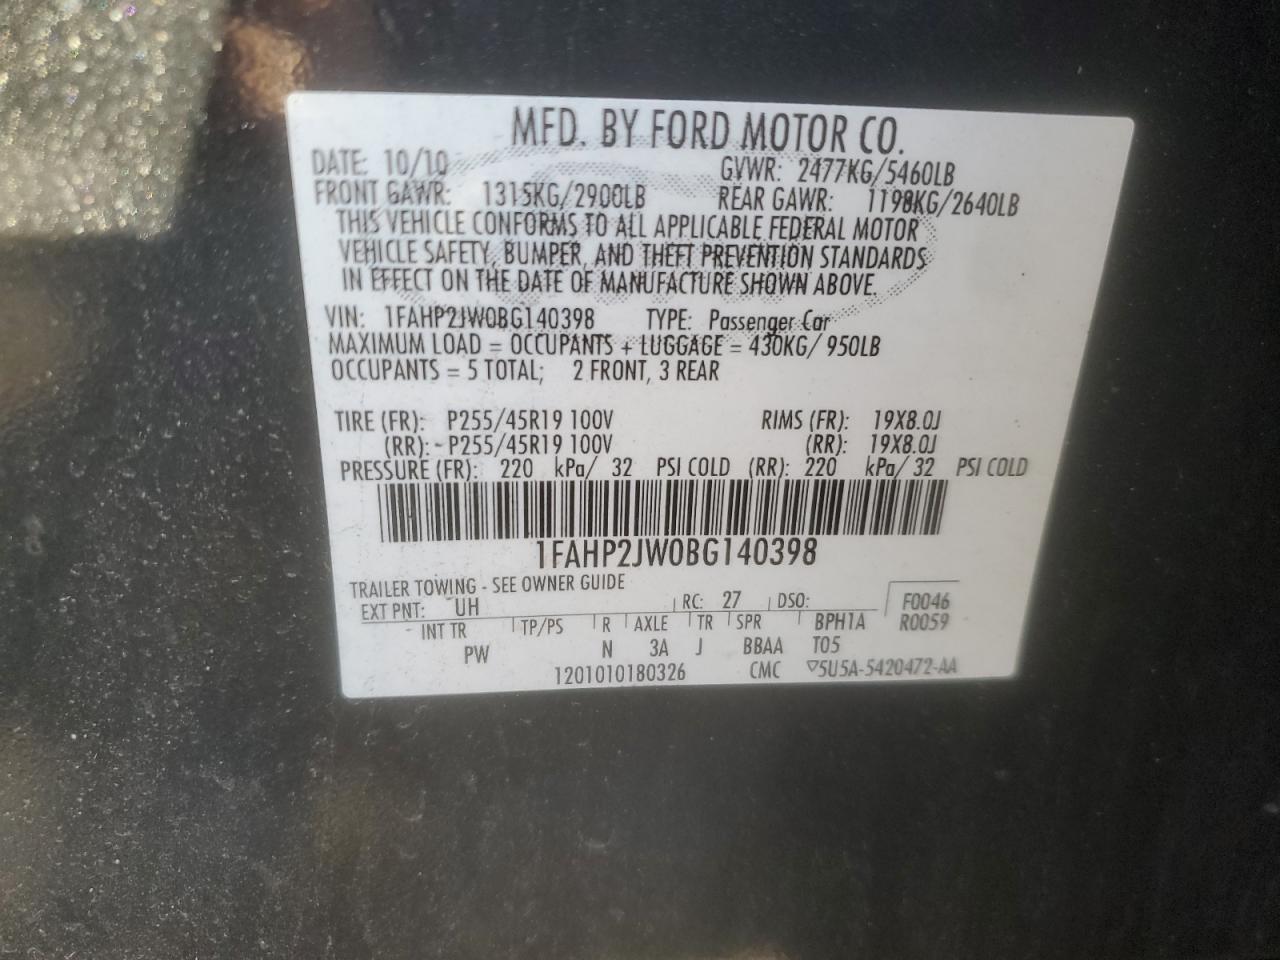 MFD. BY FORD MOTOR CO.
DATE: 10/10 GVWR: 2477KG/5460LB
FRONT GAWR: 1315KG/2900LB REAR GAWR: 1198KG/2640LB
THIS VEHICLE CONFORMS TO ALL APPLICABLE FEDERAL MOTOR
VEHICLE SAFETY, BUMPER, AND THEFT PREVENTION STANDARDS
IN EFFECT ON THE DATE OF MANUFACTURE SHOWN ABOVE.
VIN: 1FAHP2JW0BG140398 TYPE: Passenger Car
MAXIMUM LOAD = OCCUPANTS + LUGGAGE = 430KG/ 950LB
OCCUPANTS = 5 TOTAL; 2 FRONT, 3 REAR
TIRE (FR): P255/45R19 100V RIMS (FR): 19X8.0J
(RR): P255/45R19 100V (RR): 19X8.0J
PRESSURE (FR): 220 kPa/ 32 PSI COLD (RR): 220 kPa/ 32 PSI COLD
1FAHP2JW0BG140398
TRAILER TOWING - SEE OWNER GUIDE
EXT PNT: UH RC: 27 DSO: F0046
INT TR TP/PS R AXLE TR SPR BPH1A R0059
PW N 3A J BBAA T05
1201010180326 CMC ▽5U5A-5420472-AA